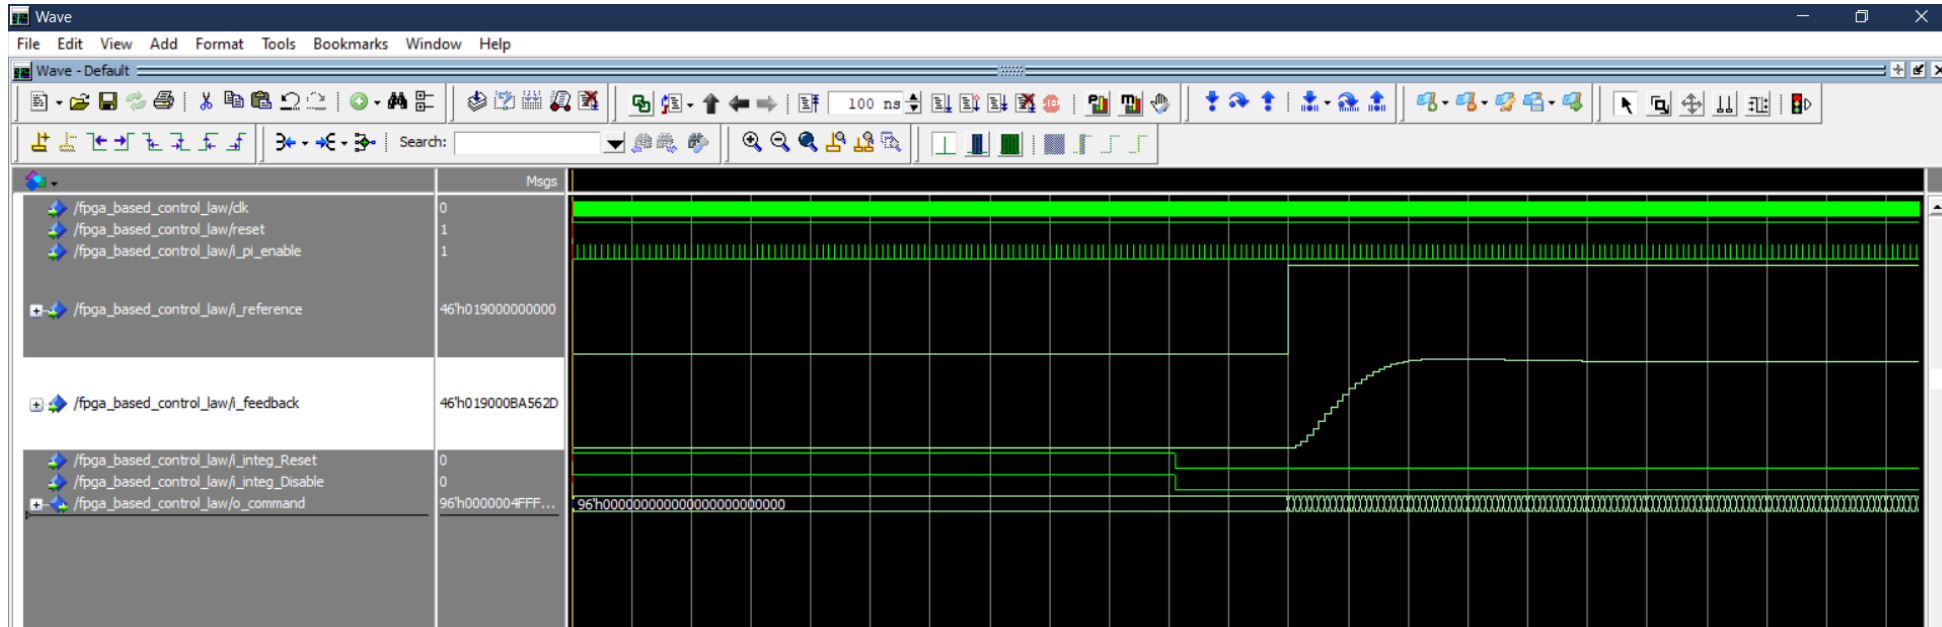 Wave
File Edit View Add Format Tools Bookmarks Window Help
Wave - Default
100 ns
Search:
Msgs
/fpga_based_control_law/clk 0
/fpga_based_control_law/reset 1
/fpga_based_control_law/i_pi_enable 1
/fpga_based_control_law/i_reference 46'h019000000000
/fpga_based_control_law/i_feedback 46'h019000BA562D
/fpga_based_control_law/i_integ_Reset 0
/fpga_based_control_law/i_integ_Disable 0
/fpga_based_control_law/o_command 96'h0000004FFF... 96'h000000000000000000000000